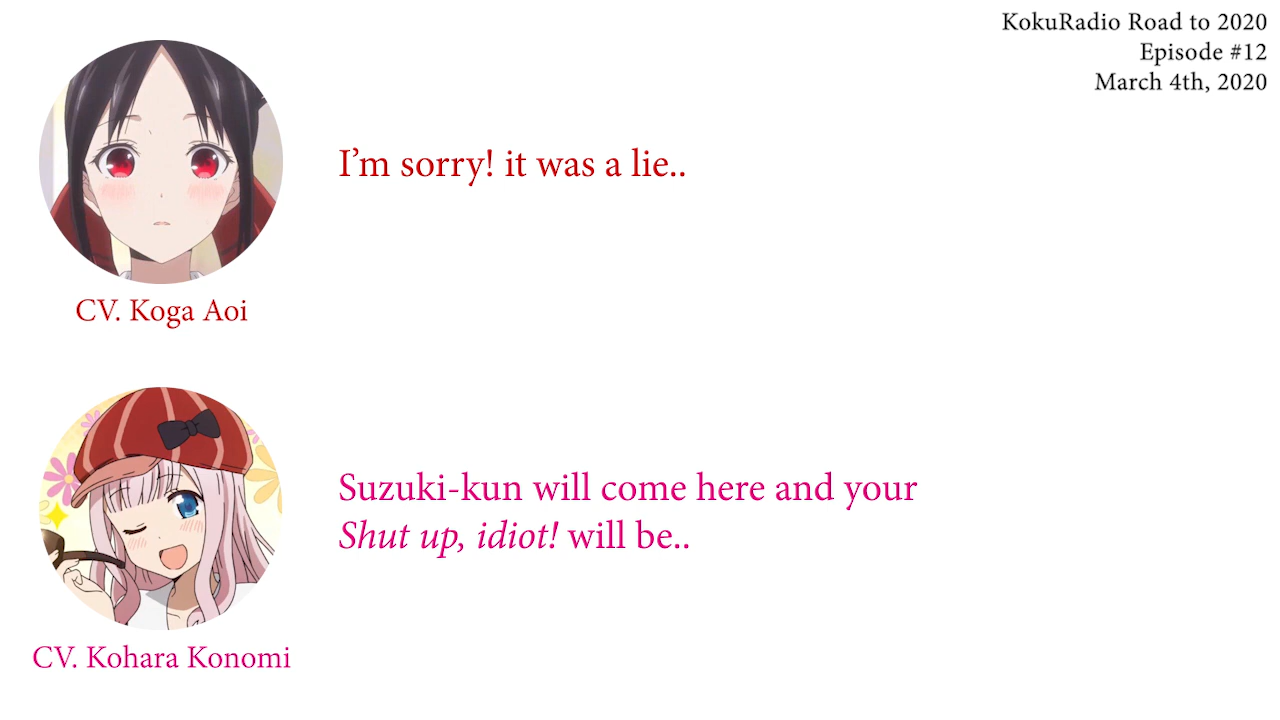 KokuRadio Road to 2020
Episode #12
March 4th, 2020
I'm sorry! it was a lie..
CV. Koga Aoi
Suzuki-kun will come here and your
Shut up, idiot! will be..
CV. Kohara Konomi